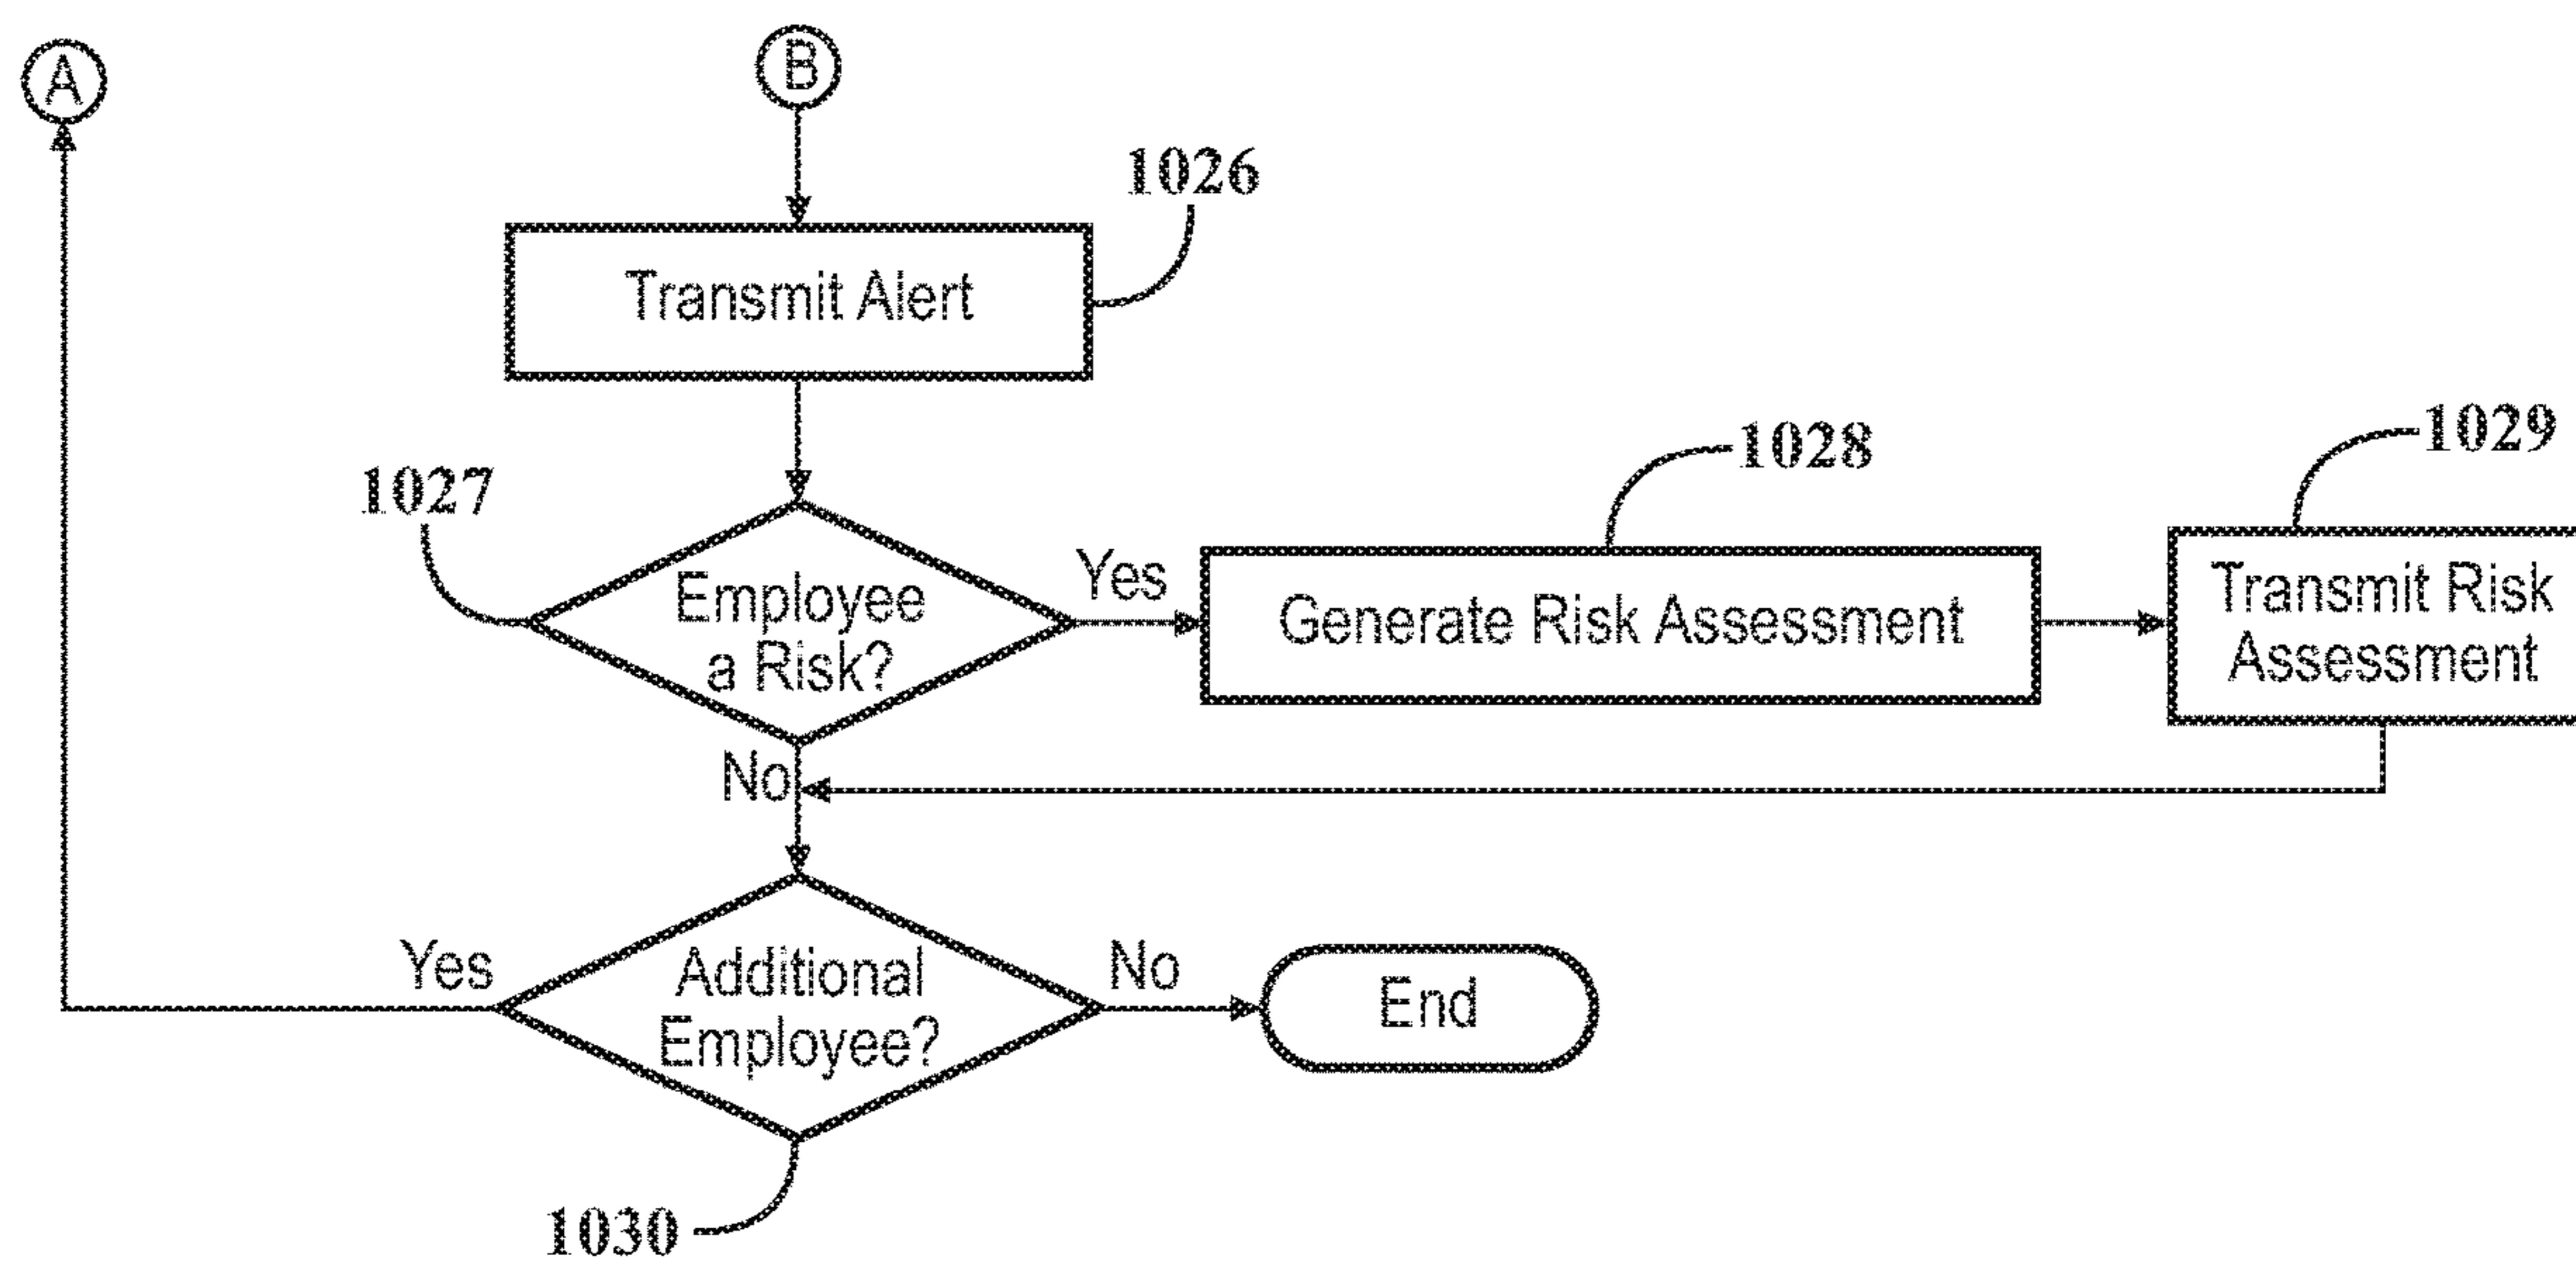 A
B
1026
Transmit Alert
1027
Employee
a Risk?
Yes
1028
Generate Risk Assessment
1029
Transmit Risk
Assessment
No
Yes
Additional
Employee?
No
End
1030